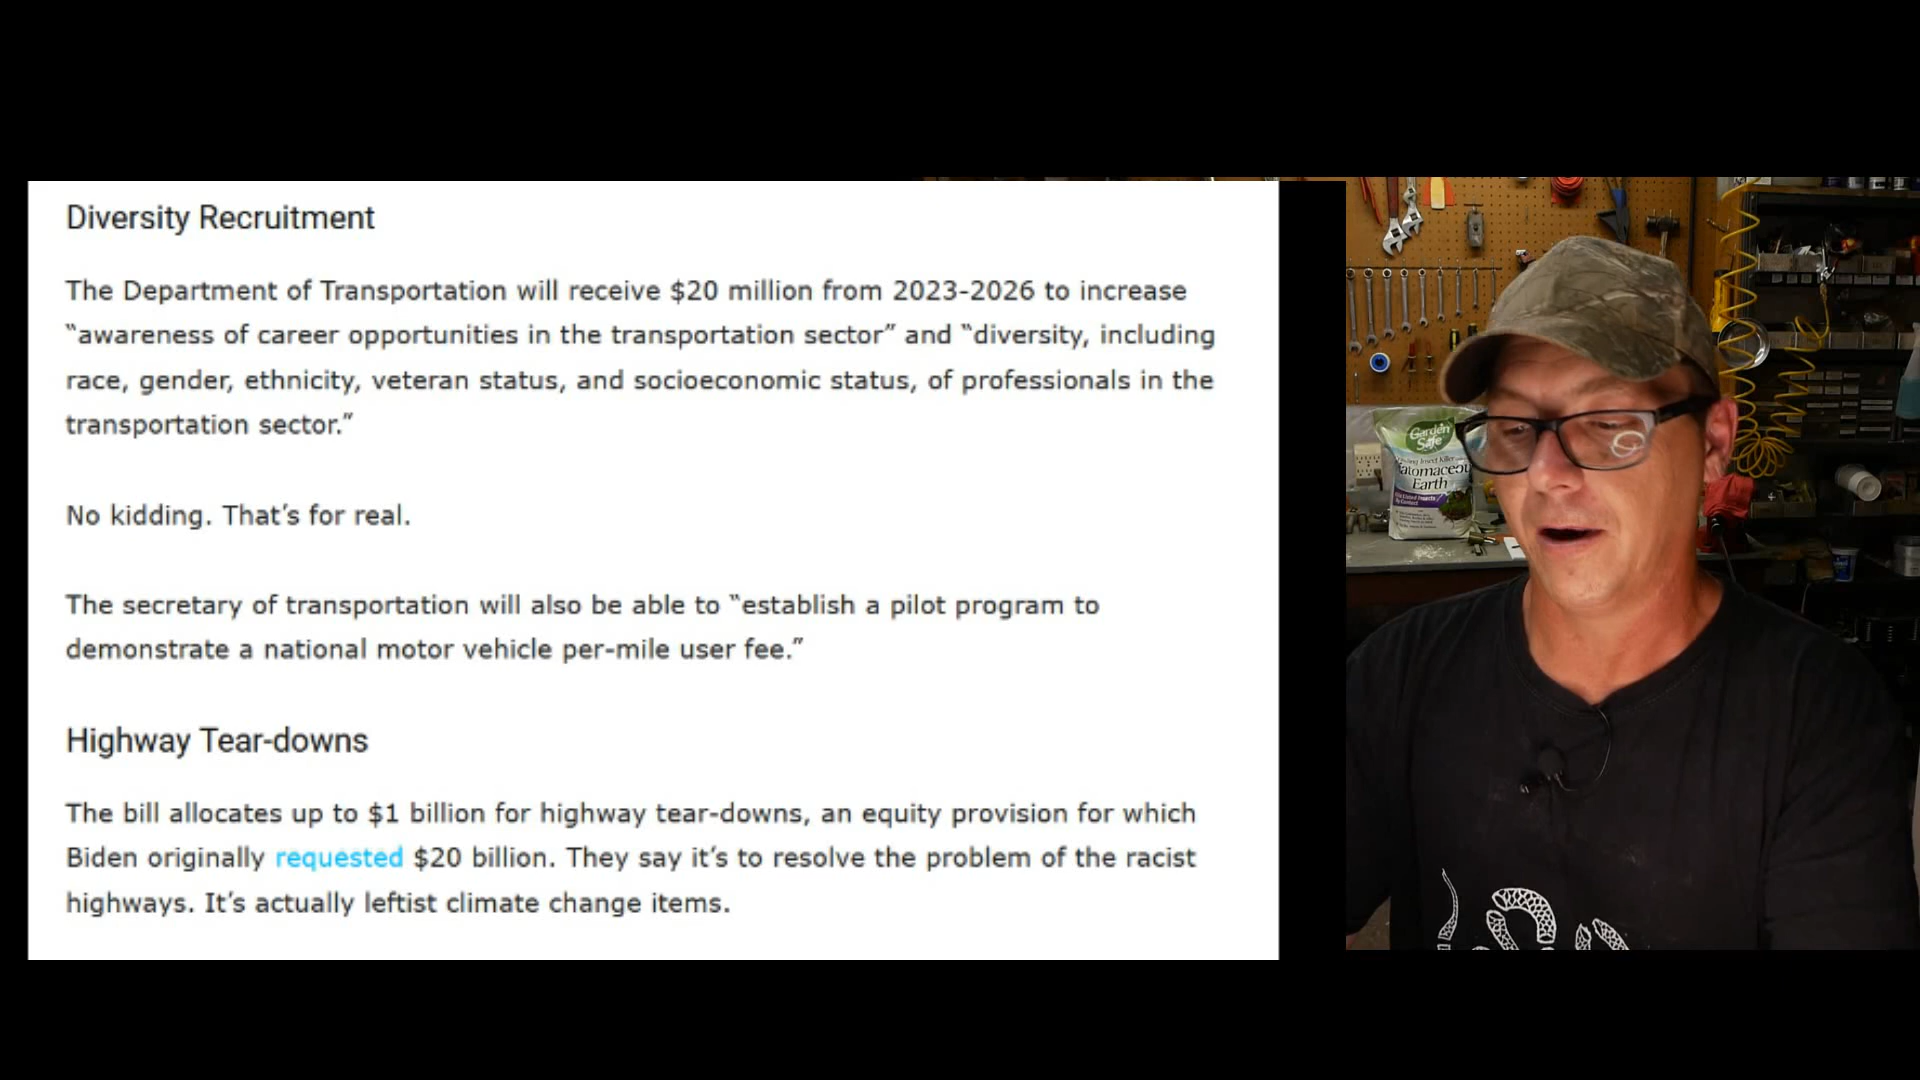 Diversity Recruitment
The Department of Transportation will receive $20 million from 2023-2026 to increase
“awareness of career opportunities in the transportation sector” and “diversity, including
race, gender, ethnicity, veteran status, and socioeconomic status, of professionals in the
transportation sector.”
No kidding. That’s for real.
The secretary of transportation will also be able to “establish a pilot program to
demonstrate a national motor vehicle per-mile user fee.”
Highway Tear-downs
The bill allocates up to $1 billion for highway tear-downs, an equity provision for which
Biden originally requested $20 billion. They say it’s to resolve the problem of the racist
highways. It’s actually leftist climate change items.
Garden
Safe
Insect Killer
atomaceou
Earth